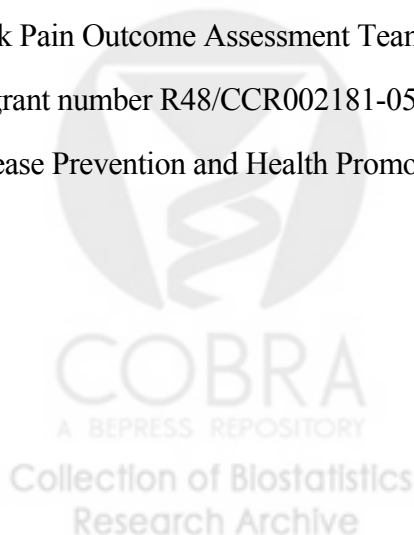 k Pain Outcome Assessment Team
grant number R48/CCR002181-05
ease Prevention and Health Promo
COBRA
A BEPRESS REPOSITORY
Collection of Biostatistics
Research Archive